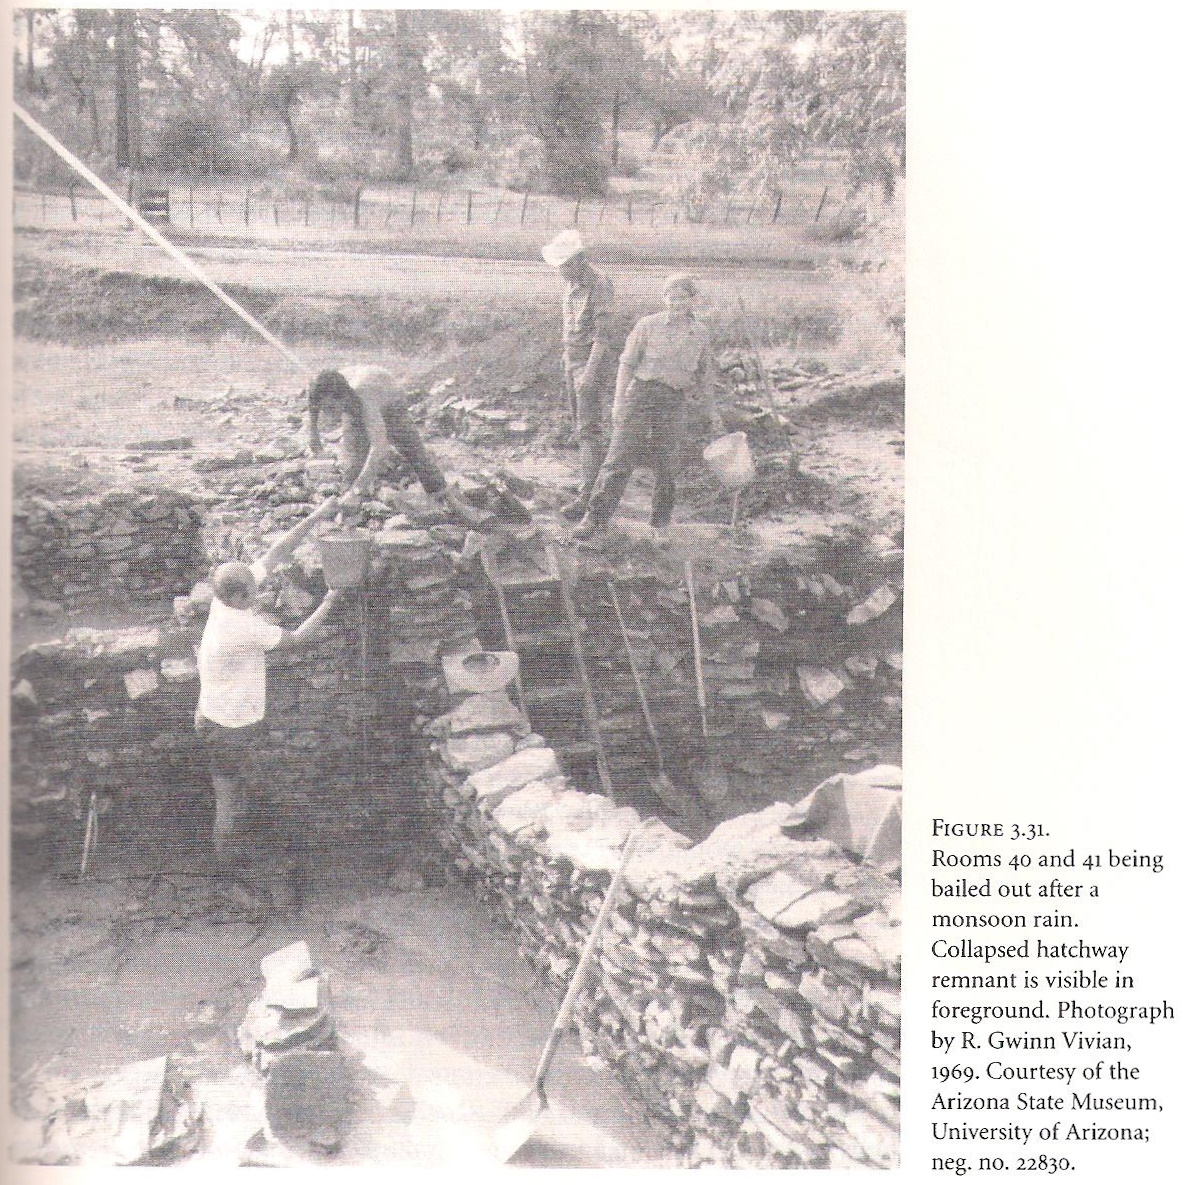 FIGURE 3.31.
Rooms 40 and 41 being
bailed out after a
monsoon rain.
Collapsed hatchway
remnant is visible in
foreground. Photograph
by R. Gwinn Vivian,
1969. Courtesy of the
Arizona State Museum,
University of Arizona;
neg. no. 22830.